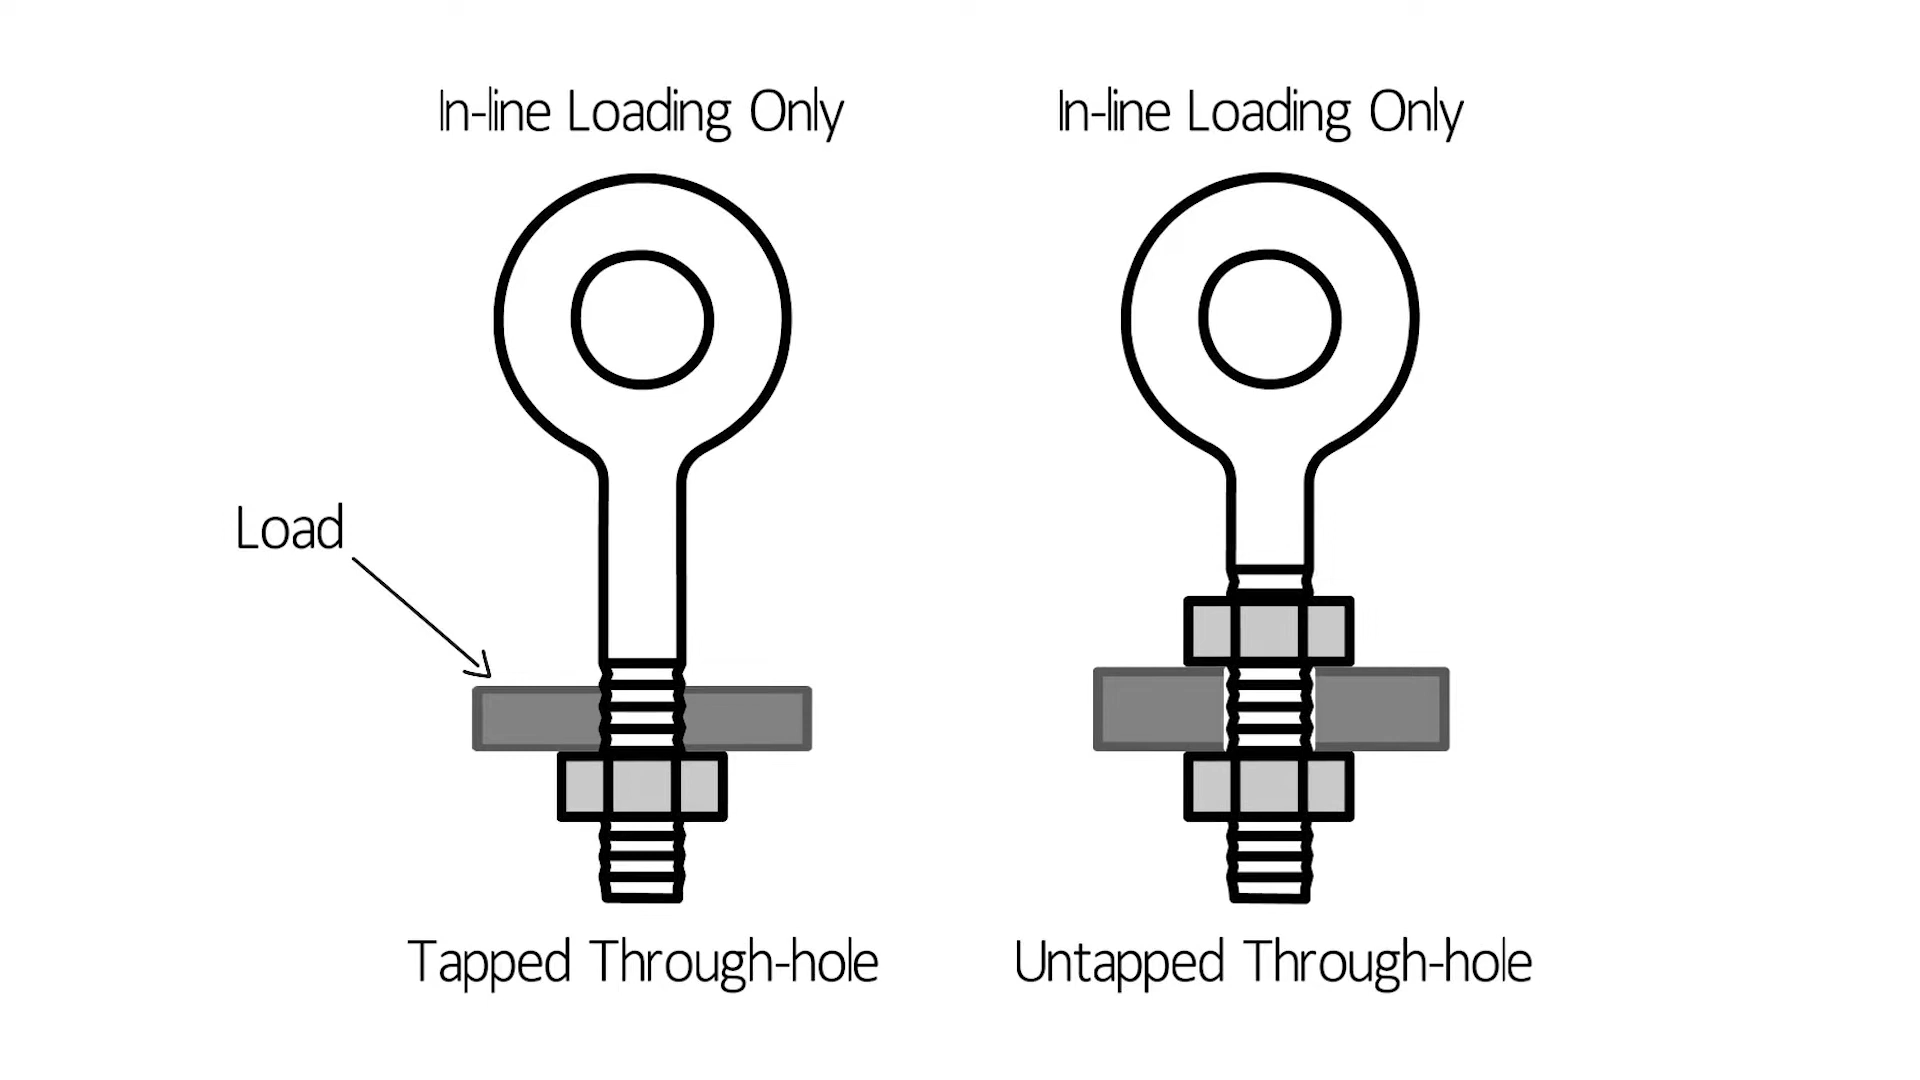 In-line Loading Only
In-line Loading Only
Load
Tapped Through-hole
Untapped Through-hole